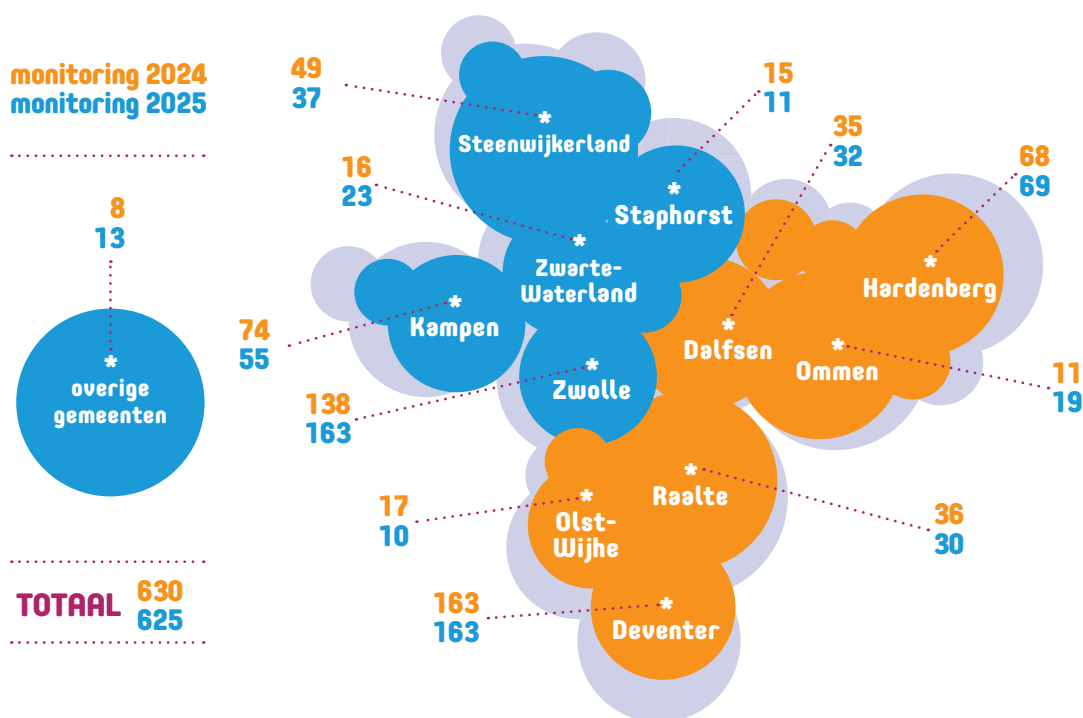 monitoring 2024
monitoring 2025
8
13
*
overige
gemeenten
TOTAAL
630
625
49
37
*
Steenwijkerland
15
11
*
Staphorst
35
32
*
Dalfsen
68
69
*
Hardenberg
16
23
*
Zwarte-
Waterland
74
55
*
Kampen
138
163
*
Zwolle
*
Ommen
11
19
17
10
*
Olst-
Wijhe
*
Raalte
36
30
163
163
*
Deventer